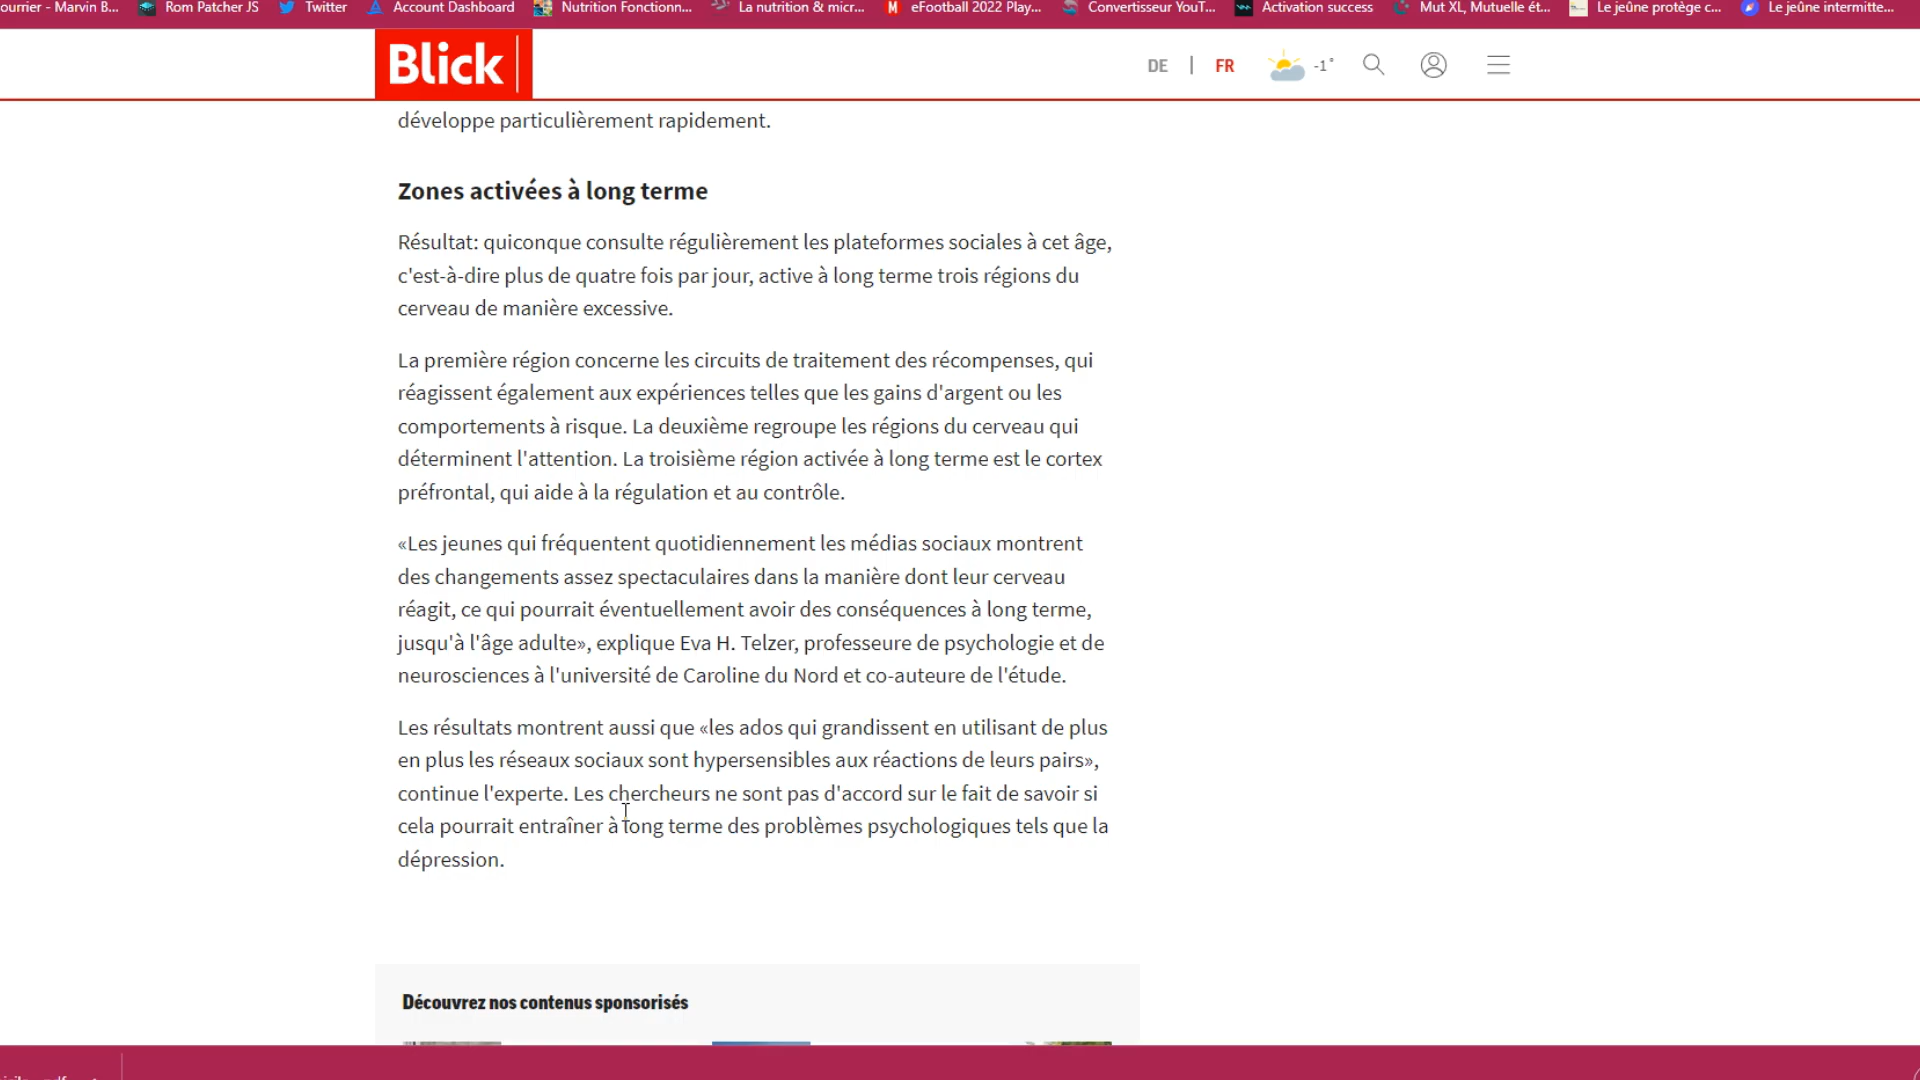 ourrier - Marvin B... Rom Patcher JS Twitter Account Dashboard Nutrition Fonctionn... La nutrition & micr... eFootball 2022 Play... Convertisseur YouT... Activation success Mut XL, Mutuelle ét... Le jeûne protège c... Le jeûne intermitte...
Blick DE | FR -1°
développe particulièrement rapidement.
Zones activées à long terme
Résultat: quiconque consulte régulièrement les plateformes sociales à cet âge,
c'est-à-dire plus de quatre fois par jour, active à long terme trois régions du
cerveau de manière excessive.
La première région concerne les circuits de traitement des récompenses, qui
réagissent également aux expériences telles que les gains d'argent ou les
comportements à risque. La deuxième regroupe les régions du cerveau qui
déterminent l'attention. La troisième région activée à long terme est le cortex
préfrontal, qui aide à la régulation et au contrôle.
«Les jeunes qui fréquentent quotidiennement les médias sociaux montrent
des changements assez spectaculaires dans la manière dont leur cerveau
réagit, ce qui pourrait éventuellement avoir des conséquences à long terme,
jusqu'à l'âge adulte», explique Eva H. Telzer, professeure de psychologie et de
neurosciences à l'université de Caroline du Nord et co-auteure de l'étude.
Les résultats montrent aussi que «les ados qui grandissent en utilisant de plus
en plus les réseaux sociaux sont hypersensibles aux réactions de leurs pairs»,
continue l'experte. Les chercheurs ne sont pas d'accord sur le fait de savoir si
cela pourrait entraîner à long terme des problèmes psychologiques tels que la
dépression.
Découvrez nos contenus sponsorisés